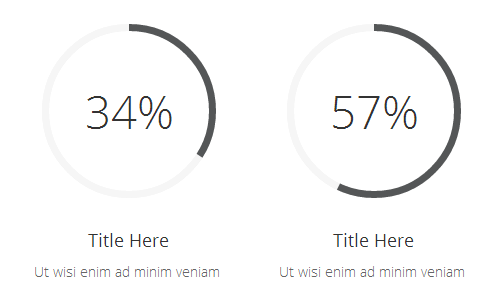 34% 57%
Title Here Title Here
Ut wisi enim ad minim veniam Ut wisi enim ad minim veniam